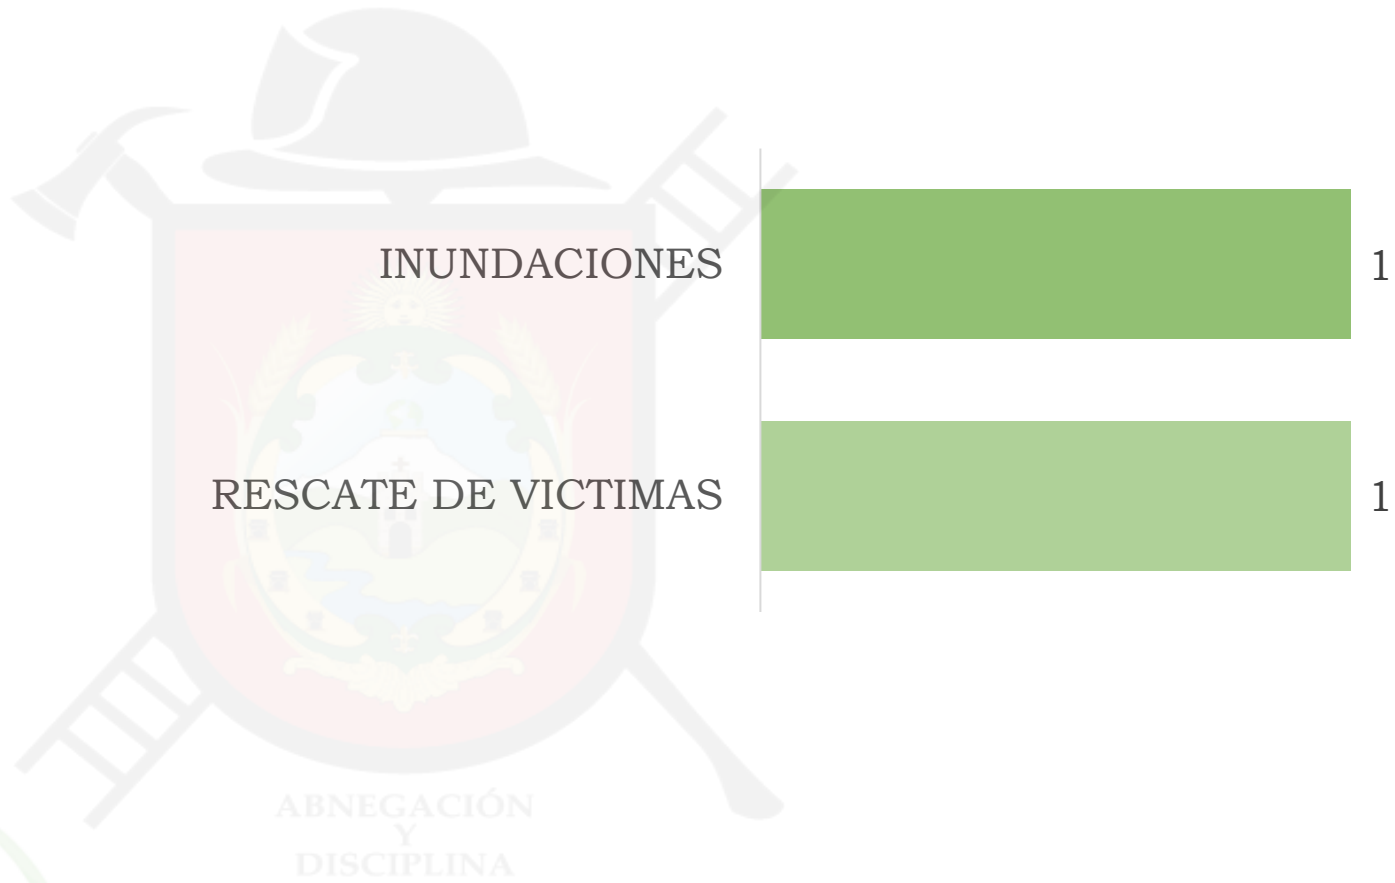 INUNDACIONES 1
RESCATE DE VICTIMAS 1
ABNEGACIÓN
Y
DISCIPLINA